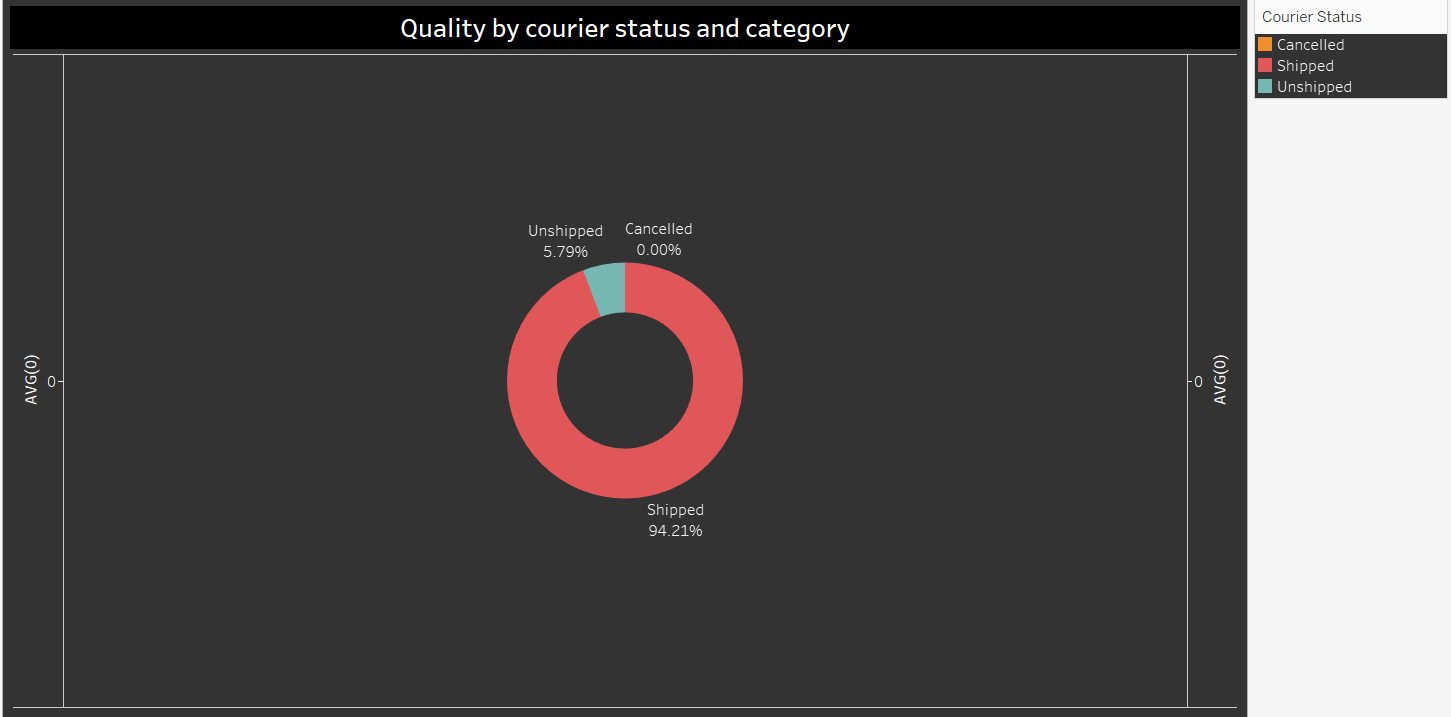 Quality by courier status and category
Courier Status
Cancelled
Shipped
Unshipped
Unshipped
5.79%
Cancelled
0.00%
AVG(0)
0
0
AVG(0)
Shipped
94.21%